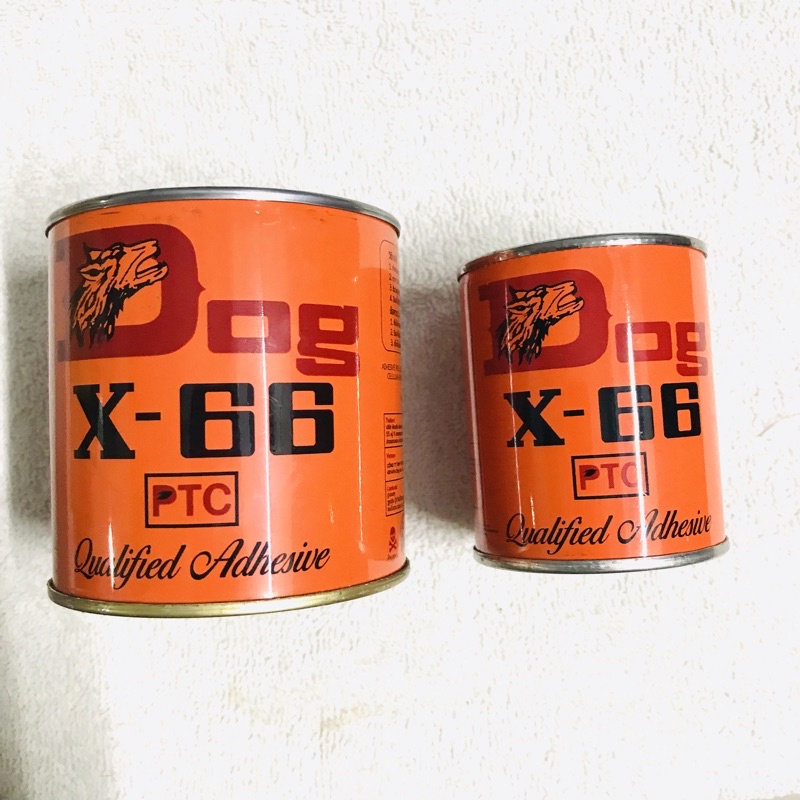 Dog
X-66
PTC
Qualified Adhesive
Dog
X-66
PTC
Qualified Adhesive